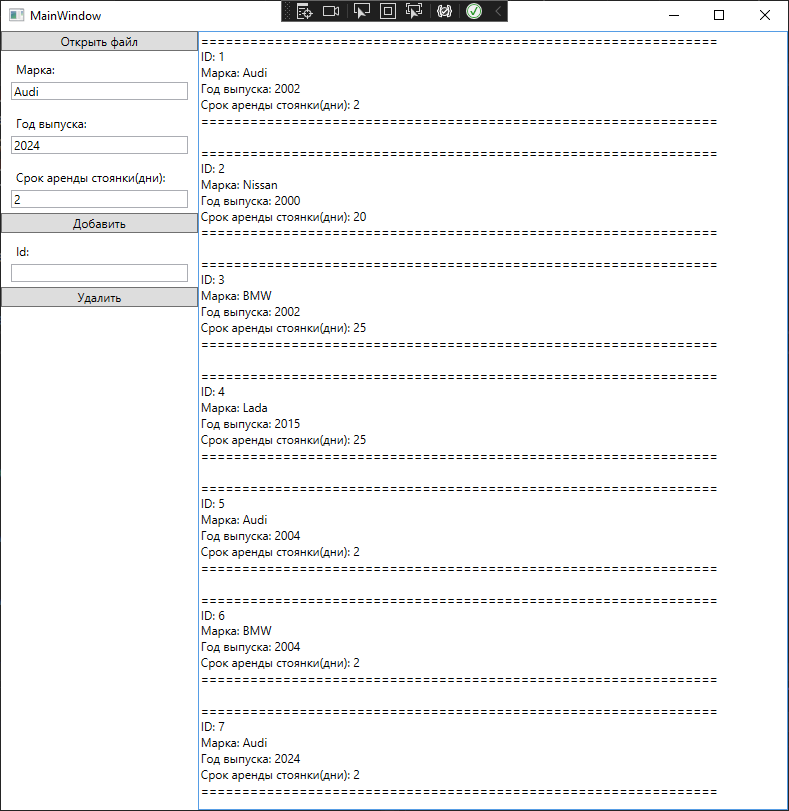 MainWindow
Открыть файл
Марка:
Audi
Год выпуска:
2024
Срок аренды стоянки(дни):
2
Добавить
Id:
Удалить
===============================================================
ID: 1
Марка: Audi
Год выпуска: 2002
Срок аренды стоянки(дни): 2
===============================================================
===============================================================
ID: 2
Марка: Nissan
Год выпуска: 2000
Срок аренды стоянки(дни): 20
===============================================================
===============================================================
ID: 3
Марка: BMW
Год выпуска: 2002
Срок аренды стоянки(дни): 25
===============================================================
===============================================================
ID: 4
Марка: Lada
Год выпуска: 2015
Срок аренды стоянки(дни): 25
===============================================================
===============================================================
ID: 5
Марка: Audi
Год выпуска: 2004
Срок аренды стоянки(дни): 2
===============================================================
===============================================================
ID: 6
Марка: BMW
Год выпуска: 2004
Срок аренды стоянки(дни): 2
===============================================================
===============================================================
ID: 7
Марка: Audi
Год выпуска: 2024
Срок аренды стоянки(дни): 2
===============================================================